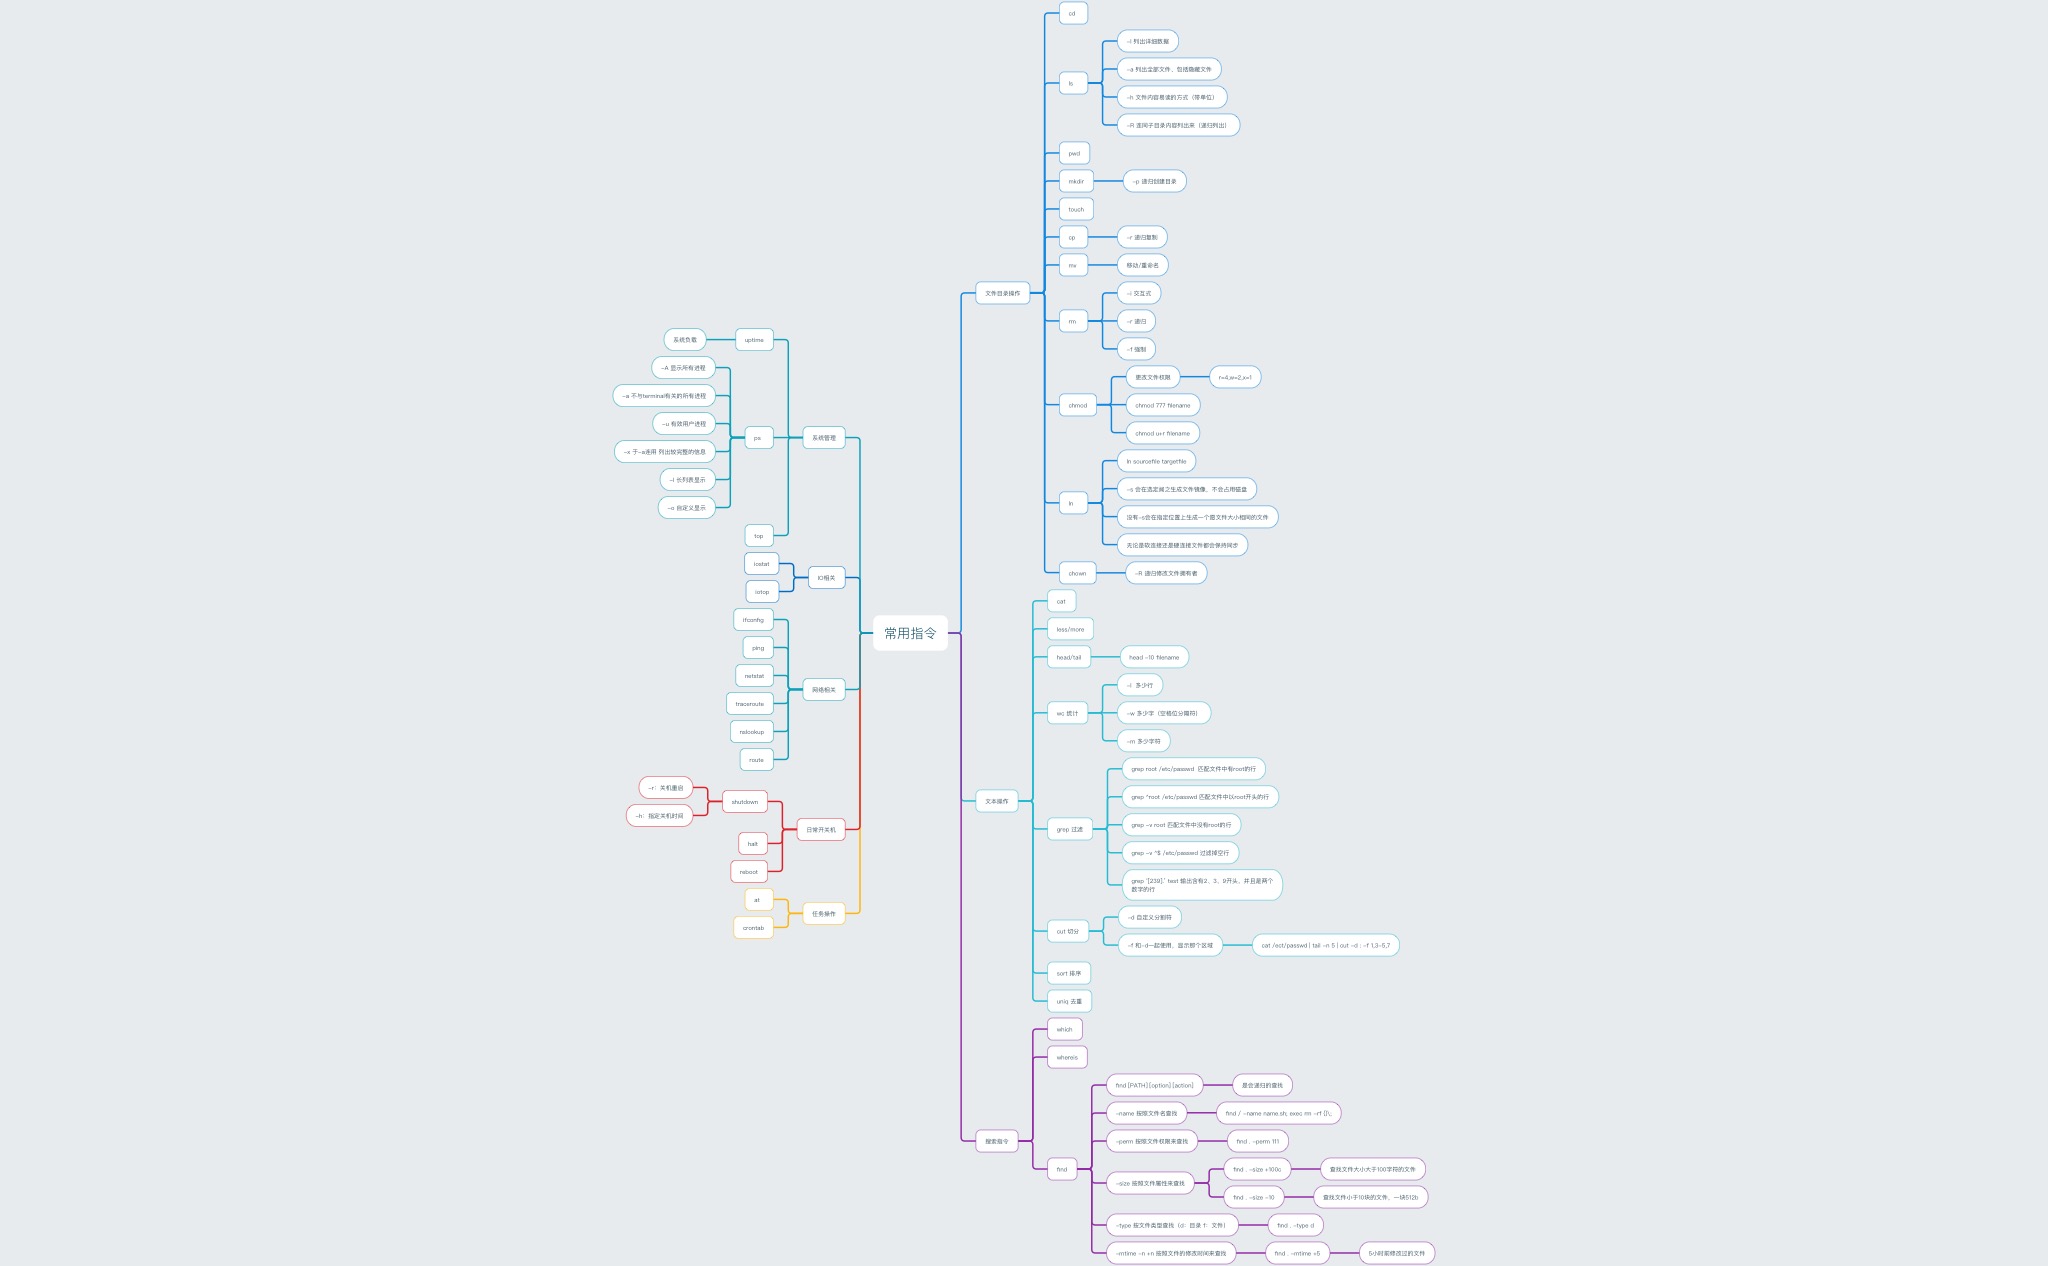 常用指令
文件目录操作
cd
ls
-l 列出详细数据
-a 列出全部文件，包括隐藏文件
-h 文件内容易读的方式（带单位）
-R 连同子目录内容列出来（递归列出）
pwd
mkdir
-p 递归创建目录
touch
cp
-r 递归复制
mv
移动/重命名
rm
-i 交互式
-r 递归
-f 强制
chmod
更改文件权限
r=4,w=2,x=1
chmod 777 filename
chmod u+r filename
ln
ln sourcefile targetfile
-s 会在选定阈之生成文件镜像，不会占用磁盘
没有-s会在指定位置上生成一个跟文件大小相同的文件
无论是软连接还是硬连接文件都会保持同步
chown
-R 递归修改文件拥有者
文本操作
cat
less/more
head/tail
head -10 filename
wc 统计
-l 多少行
-w 多少字（空格位分隔符）
-m 多少字符
grep 过滤
grep root /etc/passwd 匹配文件中有root的行
grep ^root /etc/passwd 匹配文件中以root开头的行
grep -v root 匹配文件中没有root的行
grep -v ^$ /etc/passwd 过滤掉空行
grep '[239].' test 输出含有2、3、9开头，并且是两个
数字的行
cut 切分
-d 自定义分割符
-f 和-d一起使用，显示那个区域
cat /ect/passwd | tail -n 5 | cut -d : -f 1,3-5,7
sort 排序
uniq 去重
搜索指令
which
whereis
find
find [PATH] [option] [action]
是会递归的查找
-name 按照文件名查找
find / -name name.sh; exec rm -rf {}\;
-perm 按照文件权限来查找
find . -perm 111
-size 按照文件属性来查找
find . -size +100c
查找文件大小大于100字符的文件
find . -size -10
查找文件小于10块的文件，一块512b
-type 按文件类型查找（d：目录 f：文件）
find . -type d
-mtime -n +n 按照文件的修改时间来查找
find . -mtime +5
5小时前修改过的文件
系统管理
uptime
系统负载
ps
-A 显示所有进程
-a 不与terminal有关的所有进程
-u 有效用户进程
-x 于-a连用 列出较完整的信息
-l 长列表显示
-o 自定义显示
top
IO相关
iostat
iotop
网络相关
ifconfig
ping
netstat
traceroute
nslookup
route
日常开关机
shutdown
-r：关机重启
-h：指定关机时间
halt
reboot
任务操作
at
crontab